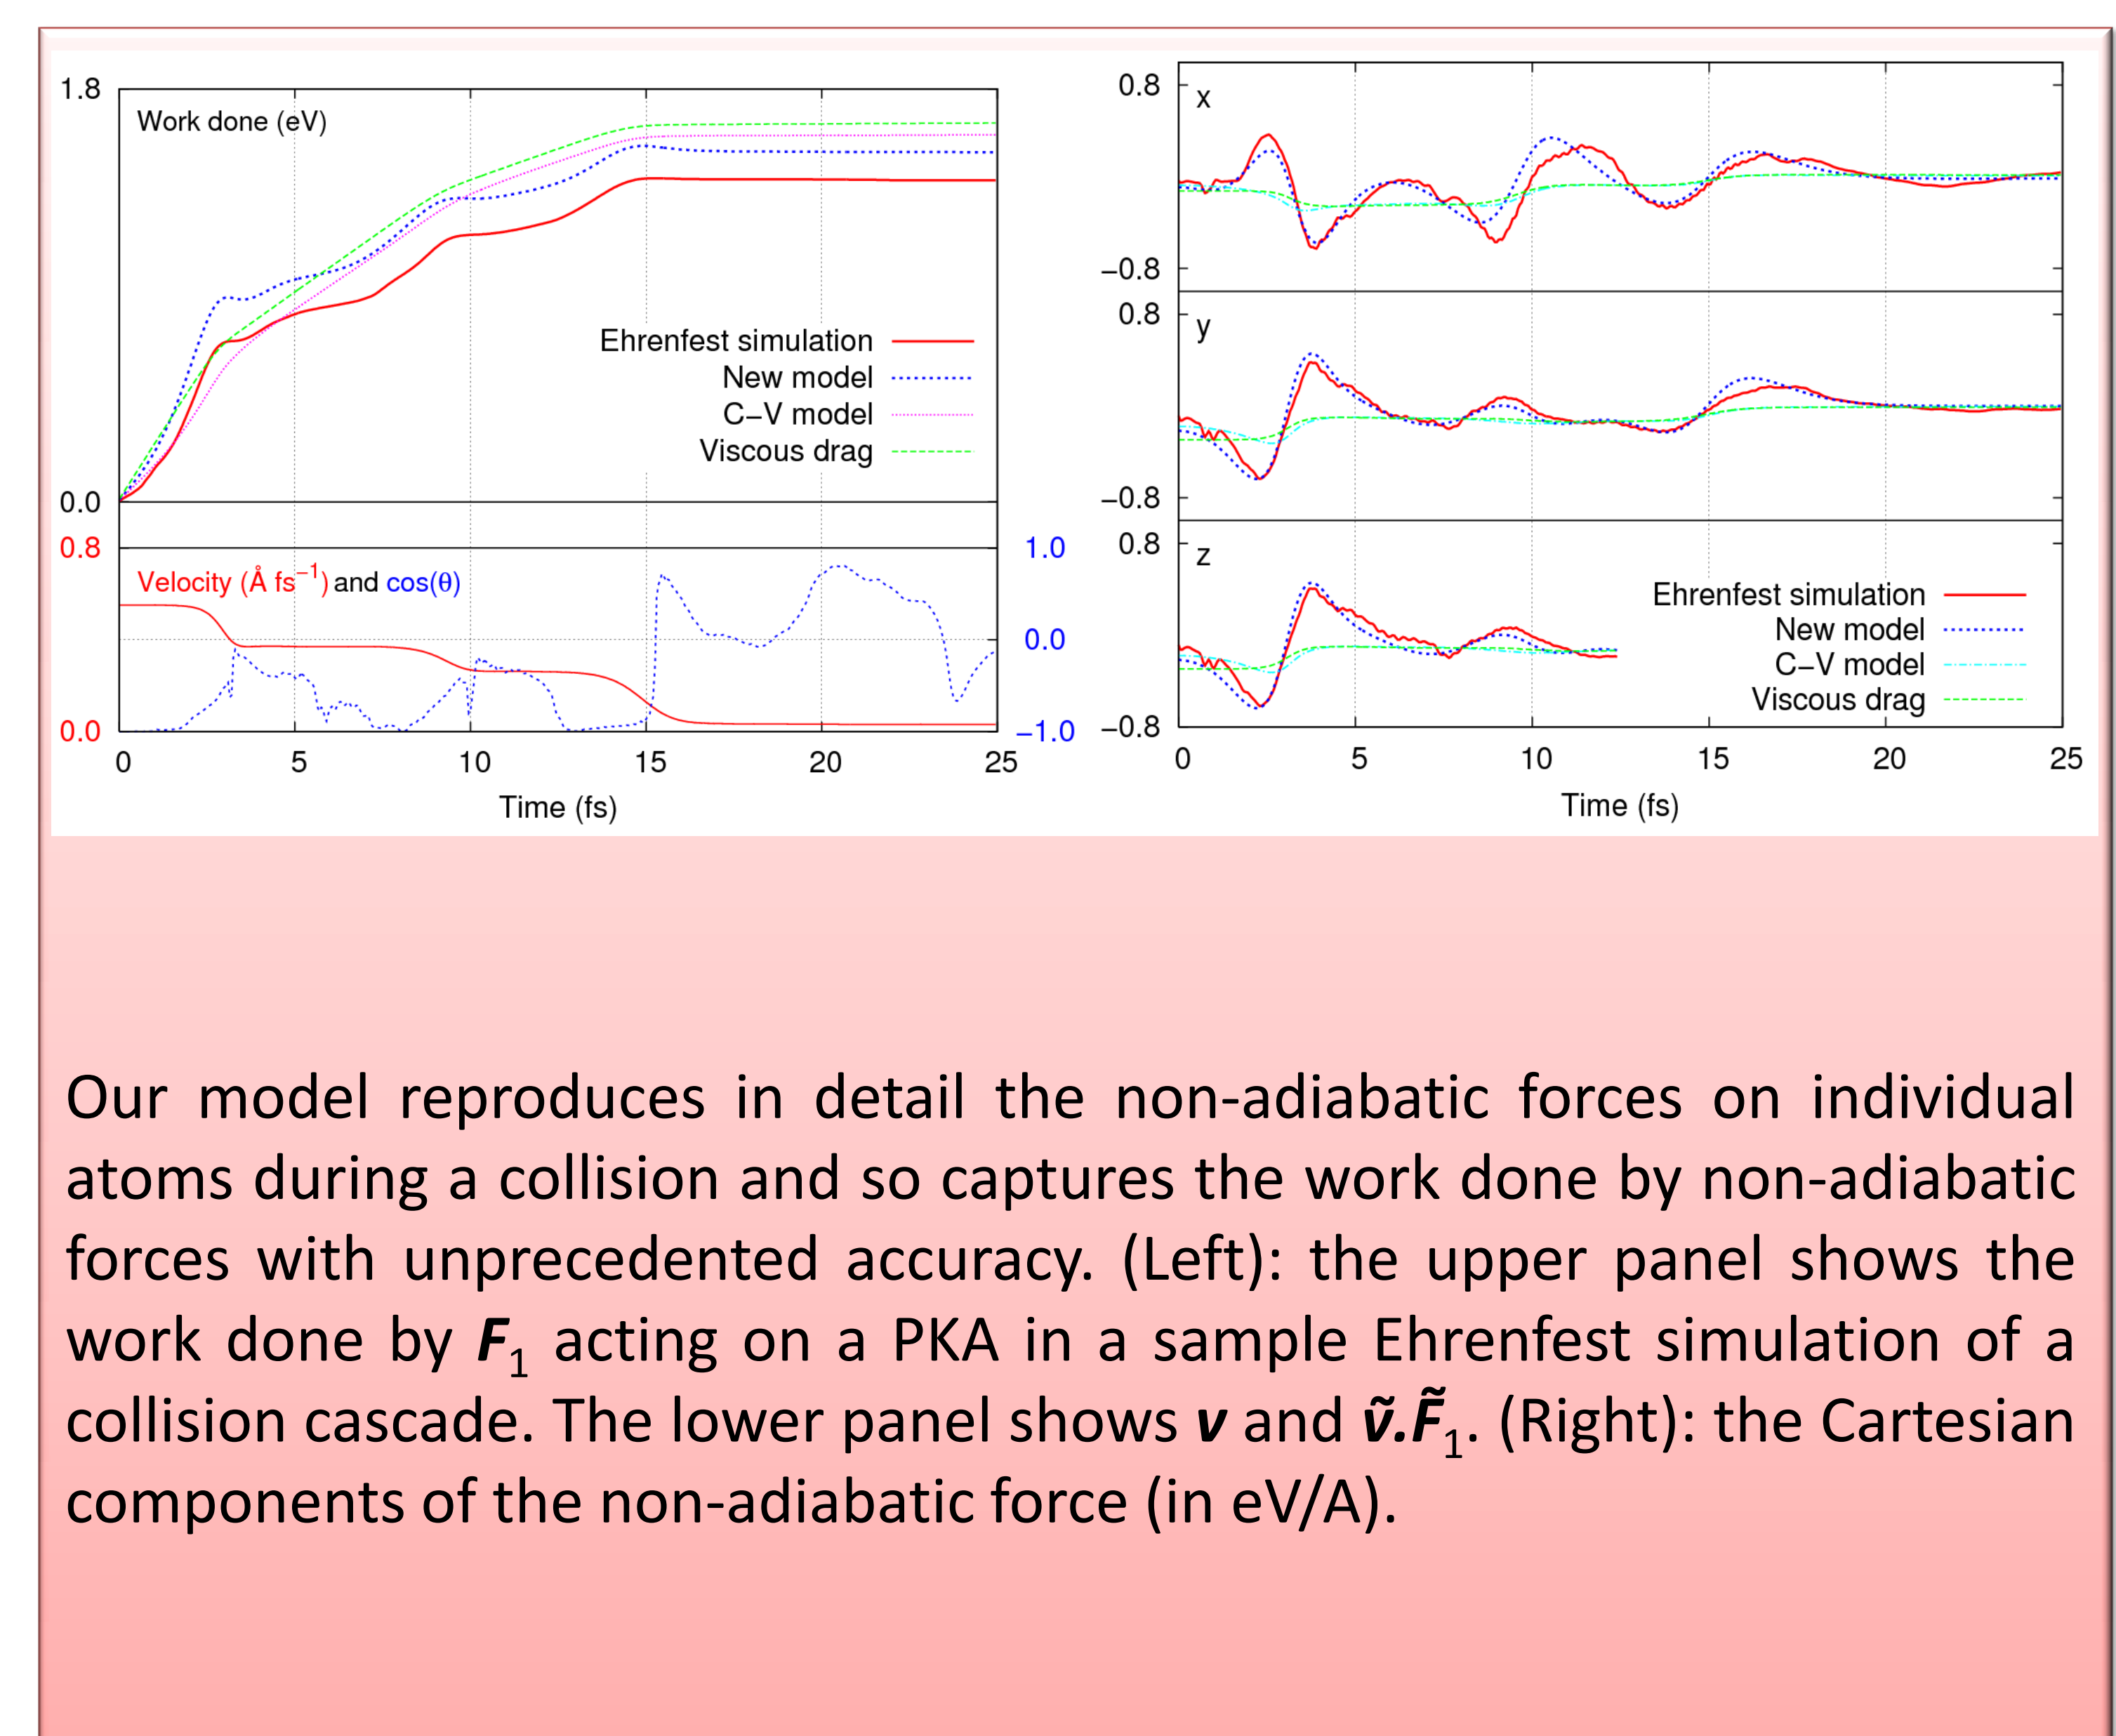 1.8
Work done (eV)
Ehrenfest simulation
New model
C−V model
Viscous drag
0.0
0.8
1.0
Velocity (Å fs−1) and cos(θ)
0.0
0.0
−1.0
0 5 10 15 20 25
Time (fs)
0.8
x
−0.8
0.8
y
−0.8
0.8
z
Ehrenfest simulation
New model
C−V model
Viscous drag
−0.8
0 5 10 15 20 25
Time (fs)
Our model reproduces in detail the non-adiabatic forces on individual
atoms during a collision and so captures the work done by non-adiabatic
forces with unprecedented accuracy. (Left): the upper panel shows the
work done by F1 acting on a PKA in a sample Ehrenfest simulation of a
collision cascade. The lower panel shows v and ṽ.F̃1. (Right): the Cartesian
components of the non-adiabatic force (in eV/A).